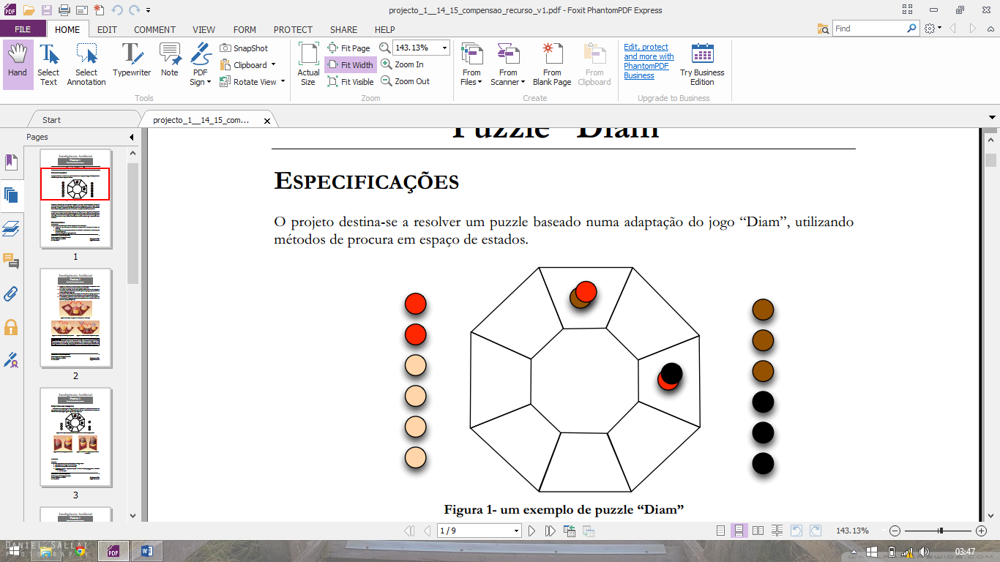 projecto_1__14_15_compensao_recurso_v1.pdf - Foxit PhantomPDF Express
FILE HOME EDIT COMMENT VIEW FORM PROTECT SHARE HELP
Find
Hand
Select Text
Select Annotation
Typewriter
Note
PDF Sign
SnapShot
Clipboard
Rotate View
Tools
Actual Size
Fit Page
Fit Width
Fit Visible
143.13%
Zoom In
Zoom Out
Zoom
From Files
From Scanner
From Blank Page
From Clipboard
Create
Edit, protect
and more with
PhantomPDF
Business
Try Business Edition
Upgrade to Business
Start
projecto_1__14_15_com...
Pages
1
2
3
Puzzle "Diam"
ESPECIFICAÇÕES
O projeto destina-se a resolver um puzzle baseado numa adaptação do jogo “Diam”, utilizando
métodos de procura em espaço de estados.
Figura 1- um exemplo de puzzle “Diam”
1 / 9
143.13%
DANIEL SALLAI
PHOTOGRAPHY
03:47